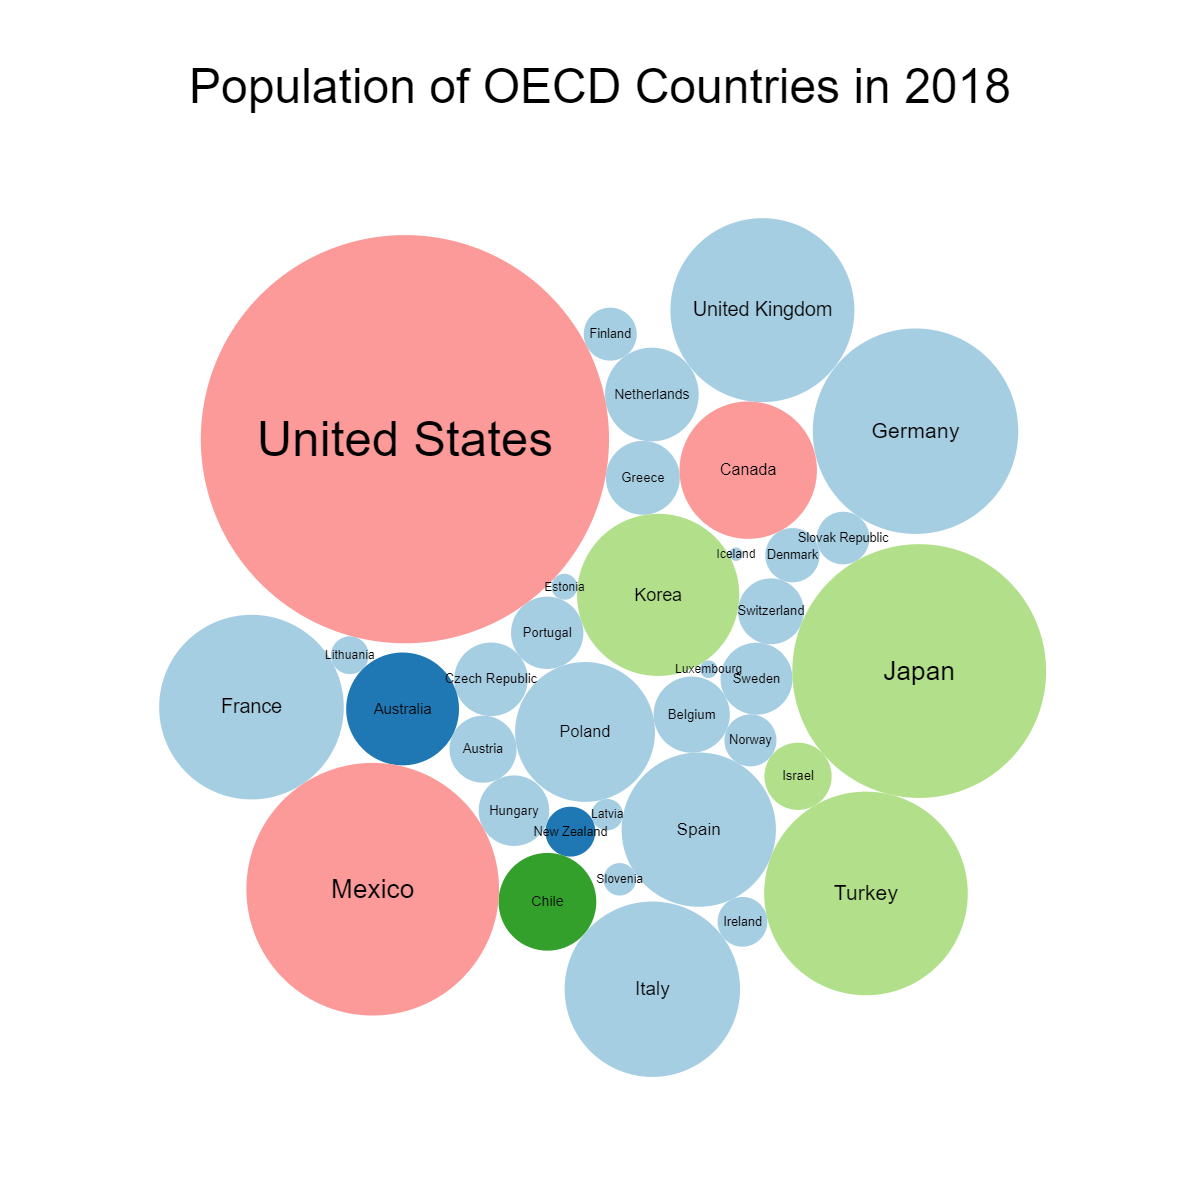 Population of OECD Countries in 2018
United Kingdom
Finland
Netherlands
Germany
United States
Canada
Greece
Slovak Republic
Iceland
Denmark
Estonia
Korea
Switzerland
Portugal
Lithuania
Luxembourg
Japan
Czech Republic
Sweden
France
Australia
Belgium
Poland
Norway
Austria
Israel
Hungary
Latvia
New Zealand
Spain
Slovenia
Mexico
Turkey
Chile
Ireland
Italy